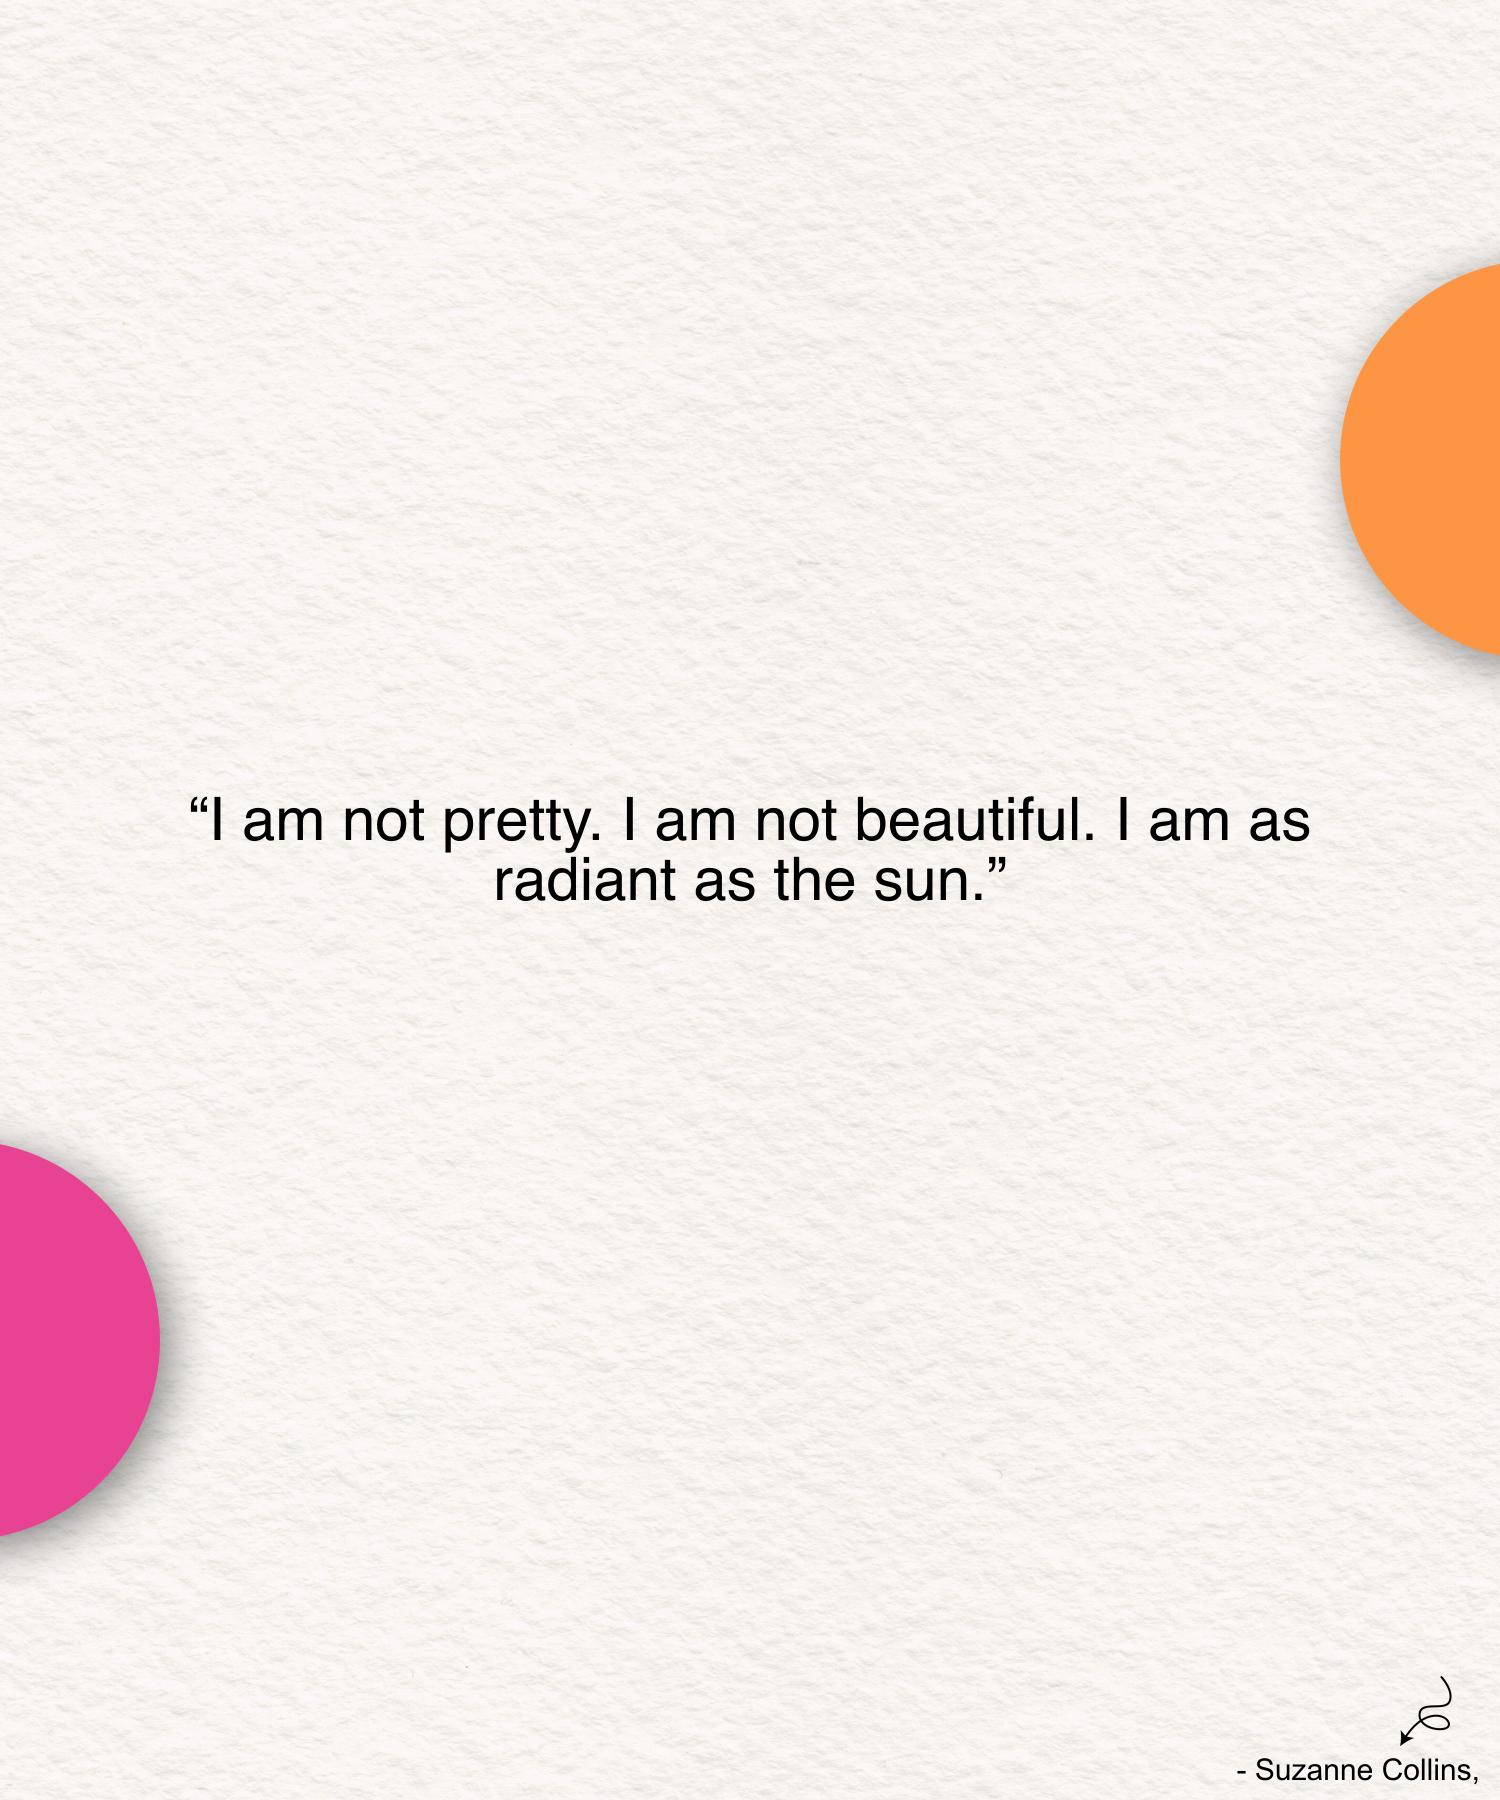 “I am not pretty. I am not beautiful. I am as
radiant as the sun.”
- Suzanne Collins,